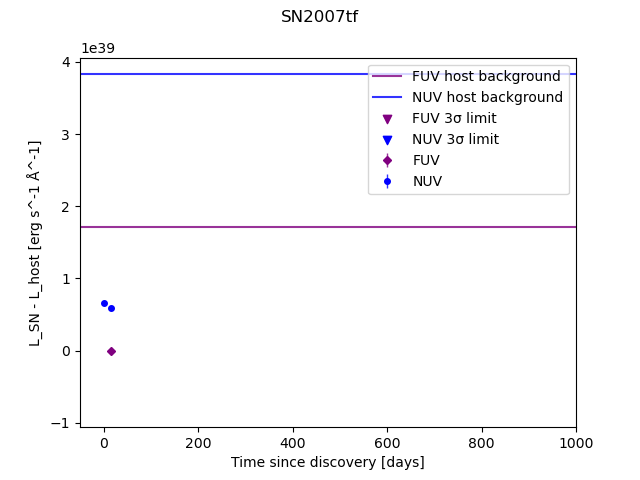 SN2007tf
1e39
4
3
2
1
0
−1
L_SN - L_host [erg s^-1 Å^-1]
FUV host background
NUV host background
FUV 3σ limit
NUV 3σ limit
FUV
NUV
0 200 400 600 800 1000
Time since discovery [days]